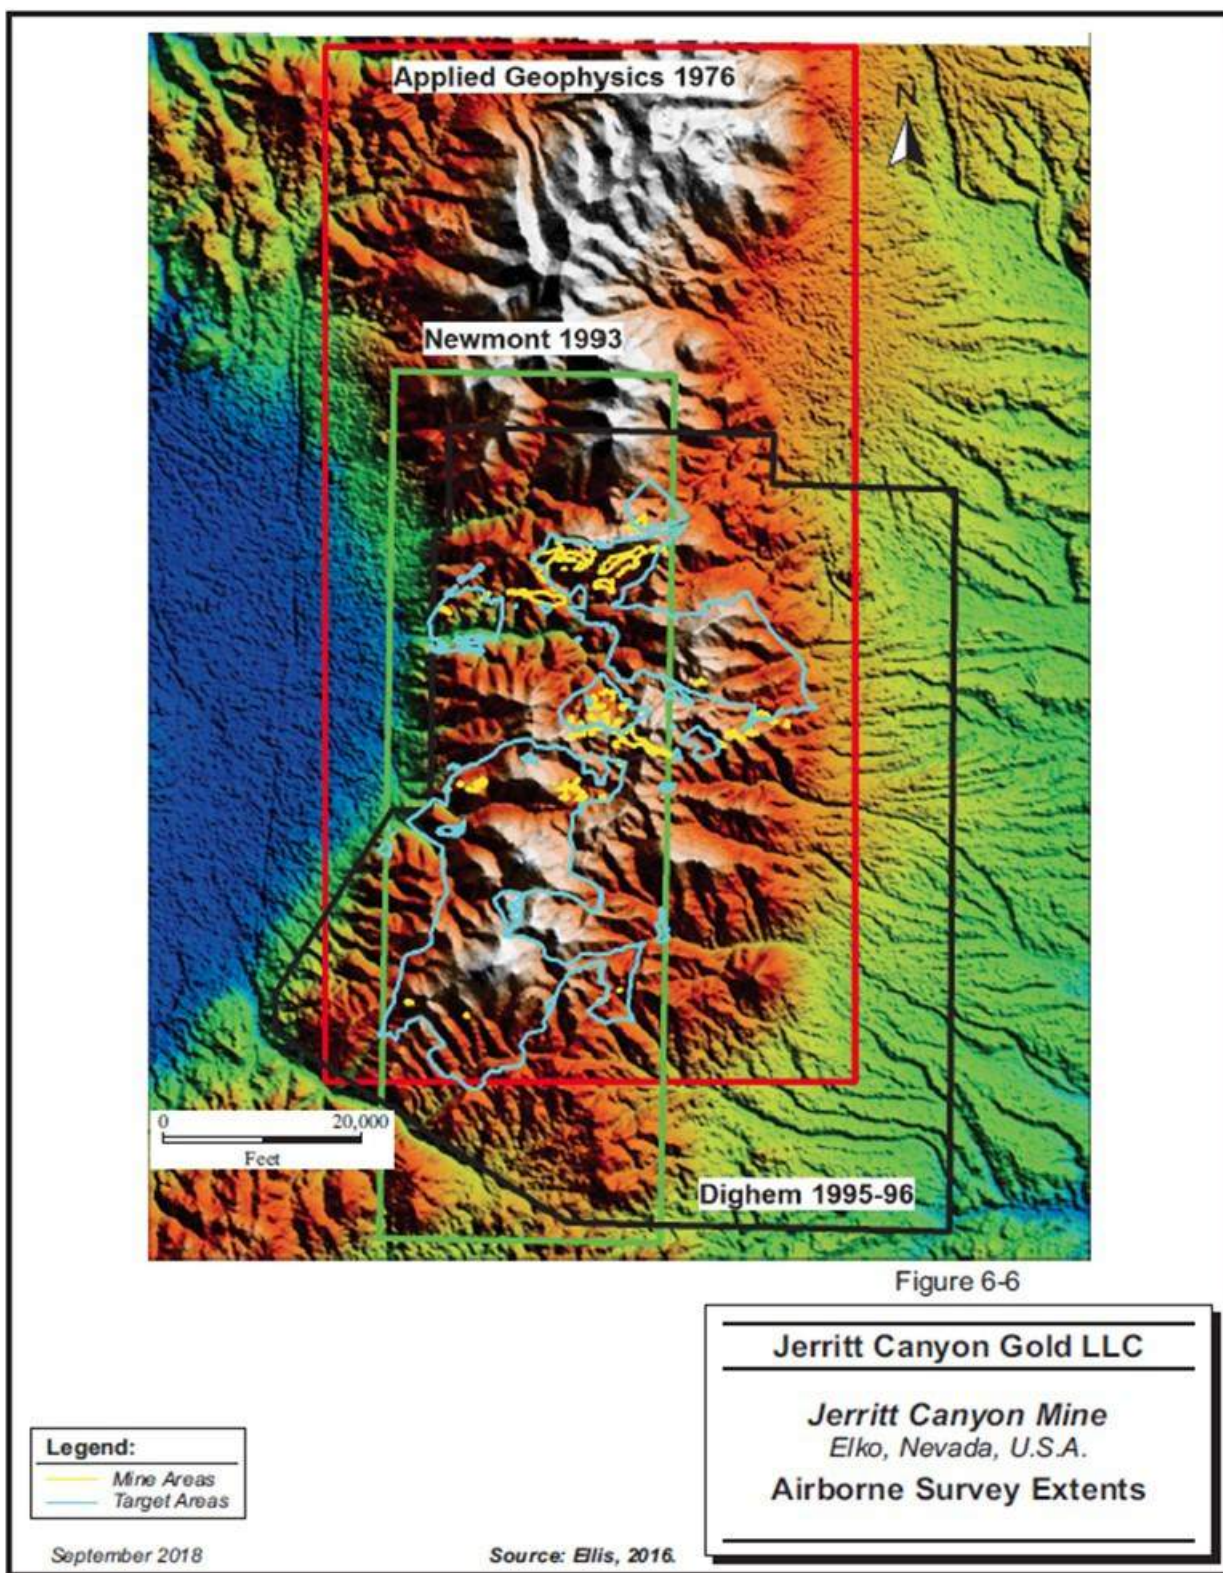 Applied Geophysics 1976
N
Newmont 1993
0 20,000
Feet
Dighem 1995-96
Figure 6-6
Jerritt Canyon Gold LLC
Jerritt Canyon Mine
Elko, Nevada, U.S.A.
Airborne Survey Extents
Legend:
Mine Areas
Target Areas
September 2018
Source: Ellis, 2016.